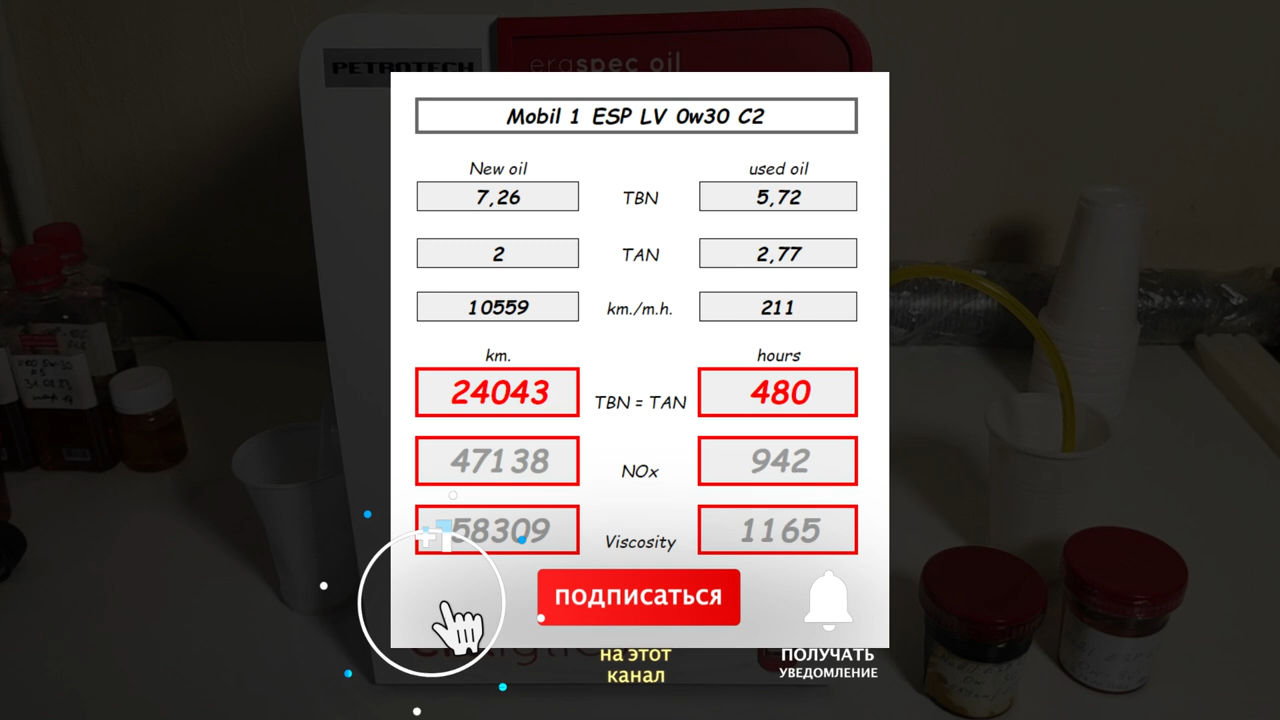 PETROTECH
eraspec oil
Mobil 1 ESP LV 0w30 C2
New oil
used oil
7,26
TBN
5,72
2
TAN
2,77
10559
km./m.h.
211
km.
hours
24043
TBN = TAN
480
47138
NOx
942
58309
Viscosity
1165
+1
ПОДПИСАТЬСЯ
на этот
канал
ПОЛУЧАТЬ
УВЕДОМЛЕНИЕ